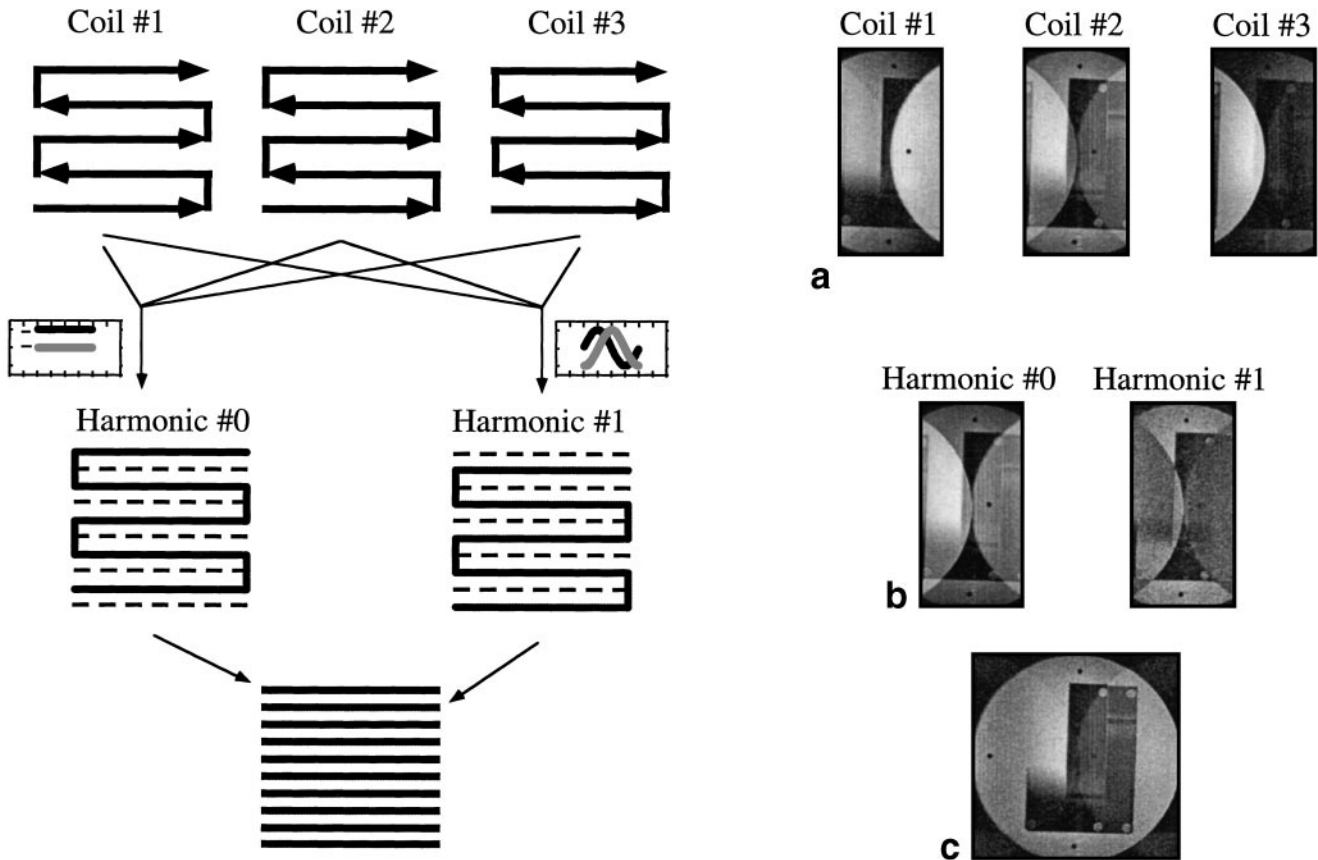 Coil #1 Coil #2 Coil #3
Harmonic #0 Harmonic #1
Coil #1 Coil #2 Coil #3
a
Harmonic #0 Harmonic #1
b
c